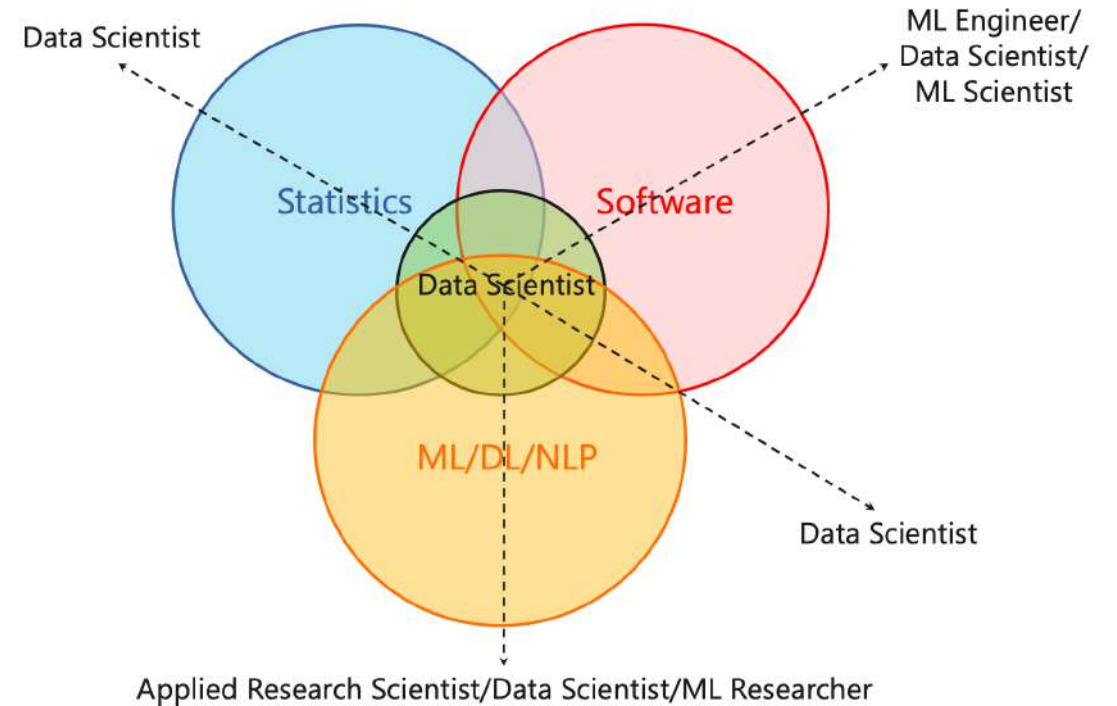 Data Scientist
ML Engineer/
Data Scientist/
ML Scientist
Statistics
Software
Data Scientist
ML/DL/NLP
Data Scientist
Applied Research Scientist/Data Scientist/ML Researcher